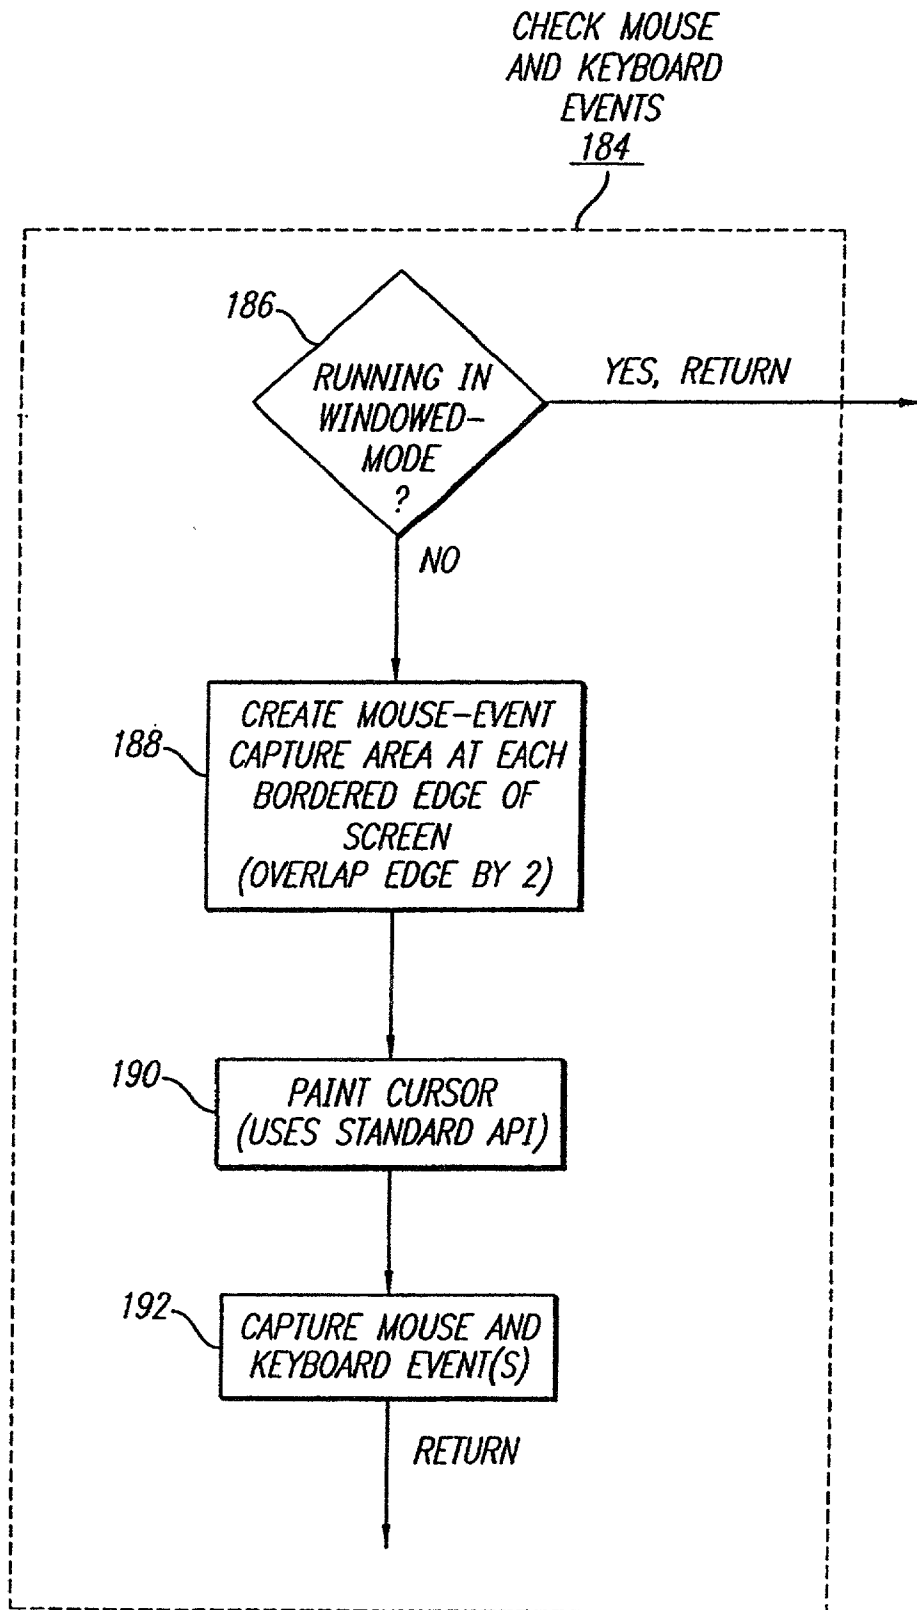 CHECK MOUSE
AND KEYBOARD
EVENTS
184
186
RUNNING IN
WINDOWED-
MODE
?
YES, RETURN
NO
188
CREATE MOUSE-EVENT
CAPTURE AREA AT EACH
BORDERED EDGE OF
SCREEN
(OVERLAP EDGE BY 2)
190
PAINT CURSOR
(USES STANDARD API)
192
CAPTURE MOUSE AND
KEYBOARD EVENT(S)
RETURN